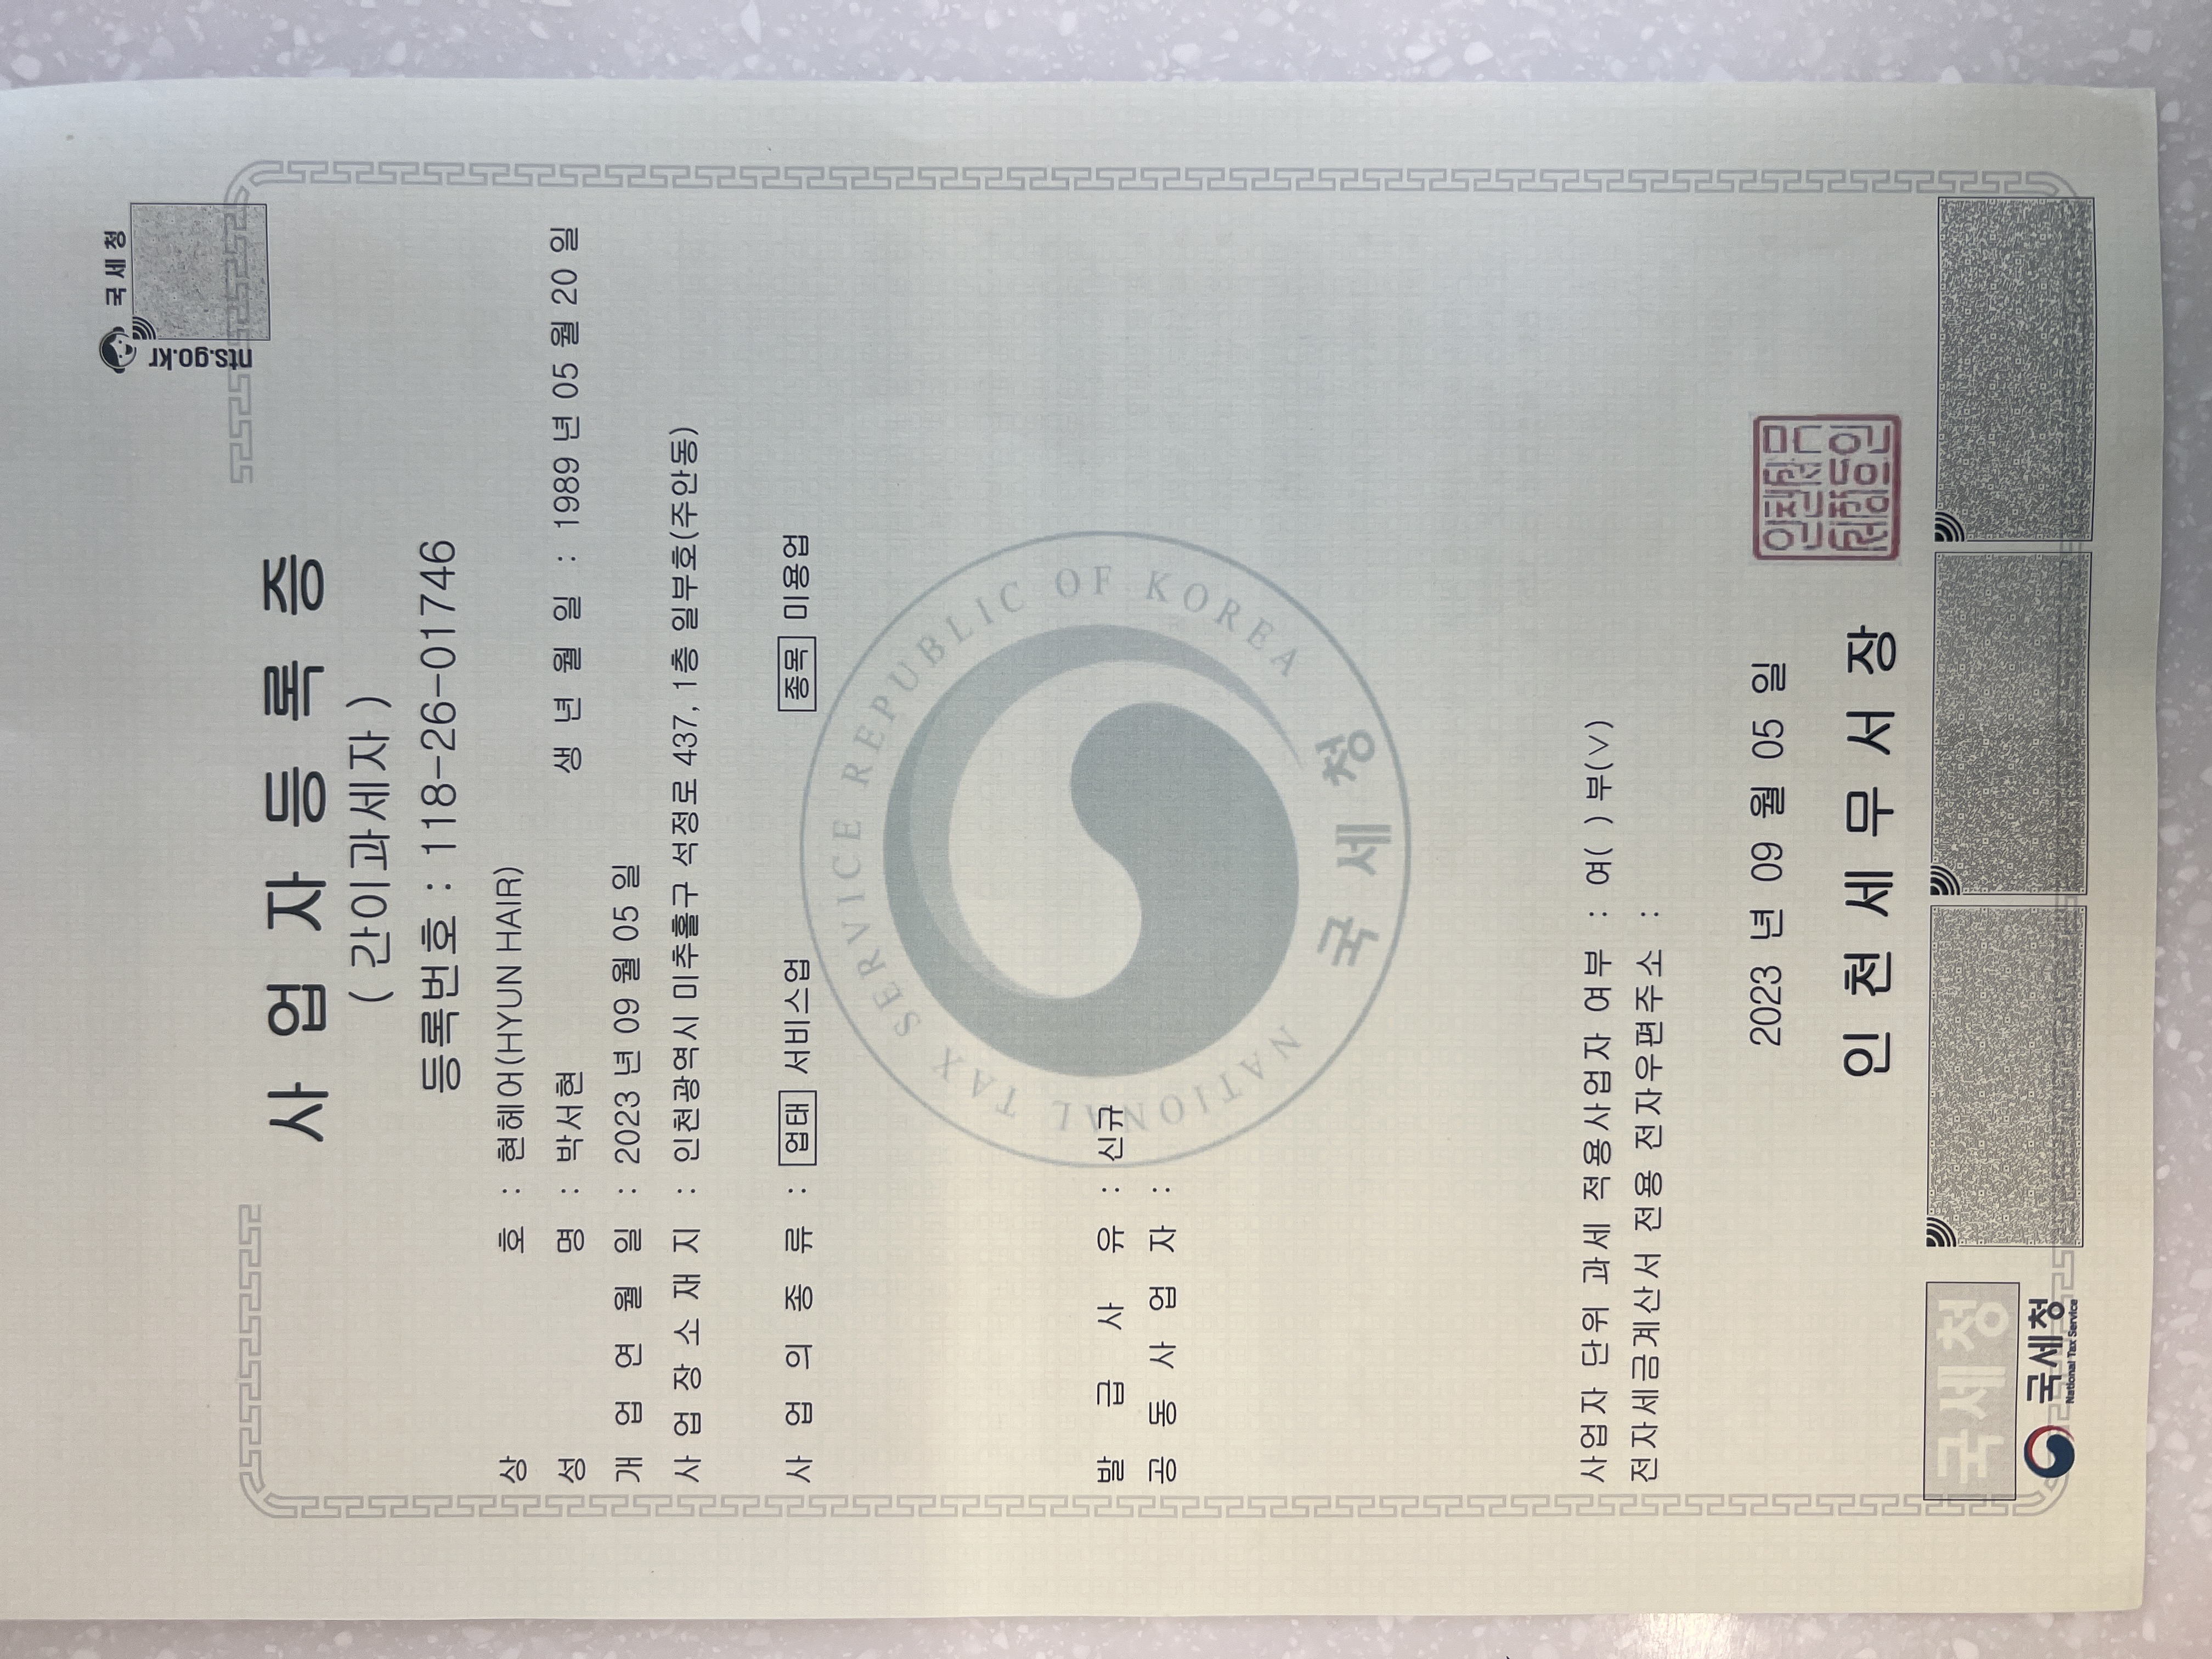 국세청
nts.go.kr
사업자등록증
( 간이과세자 )
등록번호 : 118-26-01746
상 호 : 현헤어(HYUN HAIR)
성 명 : 박서현 생 년 월 일 : 1989 년 05 월 20 일
개 업 연 월 일 : 2023 년 09 월 05 일
사 업 장 소 재 지 : 인천광역시 미추홀구 석정로 437, 1층 일부호(주안동)
사 업 의 종 류 : 업태 서비스업 종목 미용업
NATIONAL TAX SERVICE REPUBLIC OF KOREA
국세청
발 급 사 유 : 신규
공 동 사 업 자 :
사업자 단위 과세 적용사업자 여부 : 여( ) 부(∨)
전자세금계산서 전용 전자우편주소 :
2023 년 09 월 05 일
인 천 세 무 서 장
국세청
국세청
National Tax Service